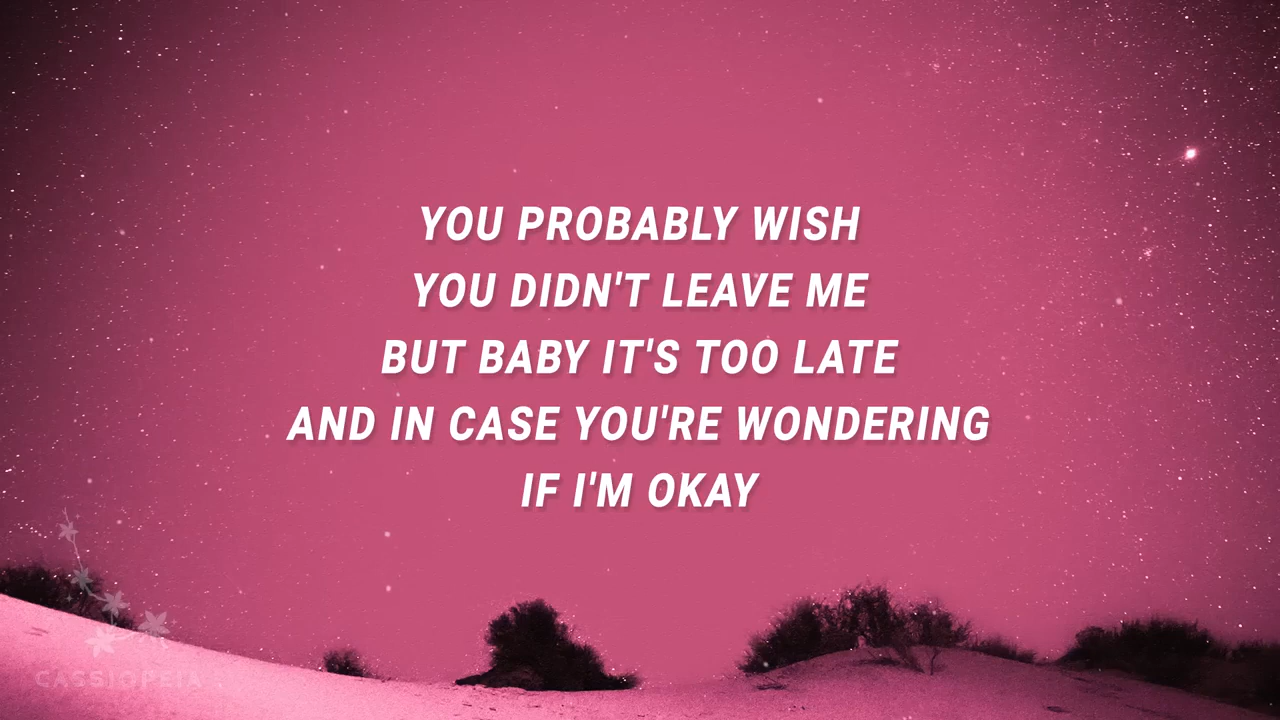 YOU PROBABLY WISH
YOU DIDN'T LEAVE ME
BUT BABY IT'S TOO LATE
AND IN CASE YOU'RE WONDERING
IF I'M OKAY
CASSIOPEIA